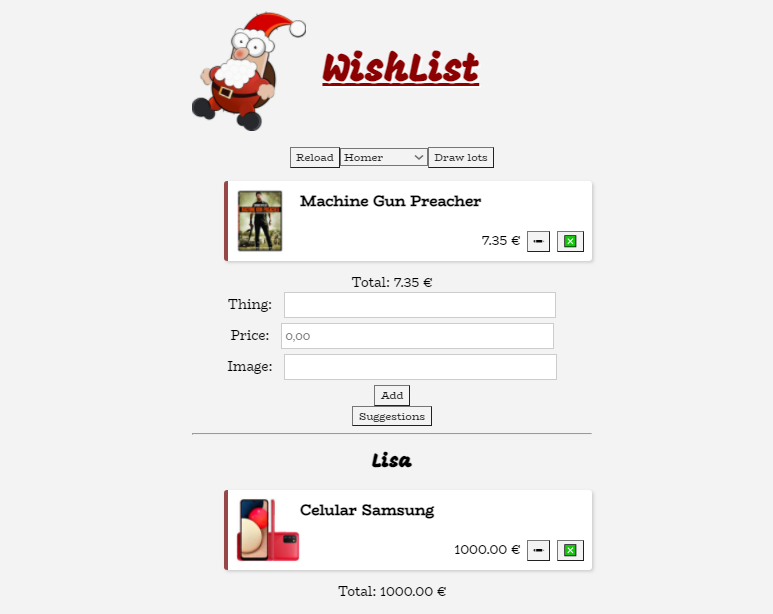 WishList
Reload Homer Draw lots
Machine Gun Preacher
7.35 €
Total: 7.35 €
Thing:
Price: 0,00
Image:
Add
Suggestions
Lisa
Celular Samsung
1000.00 €
Total: 1000.00 €